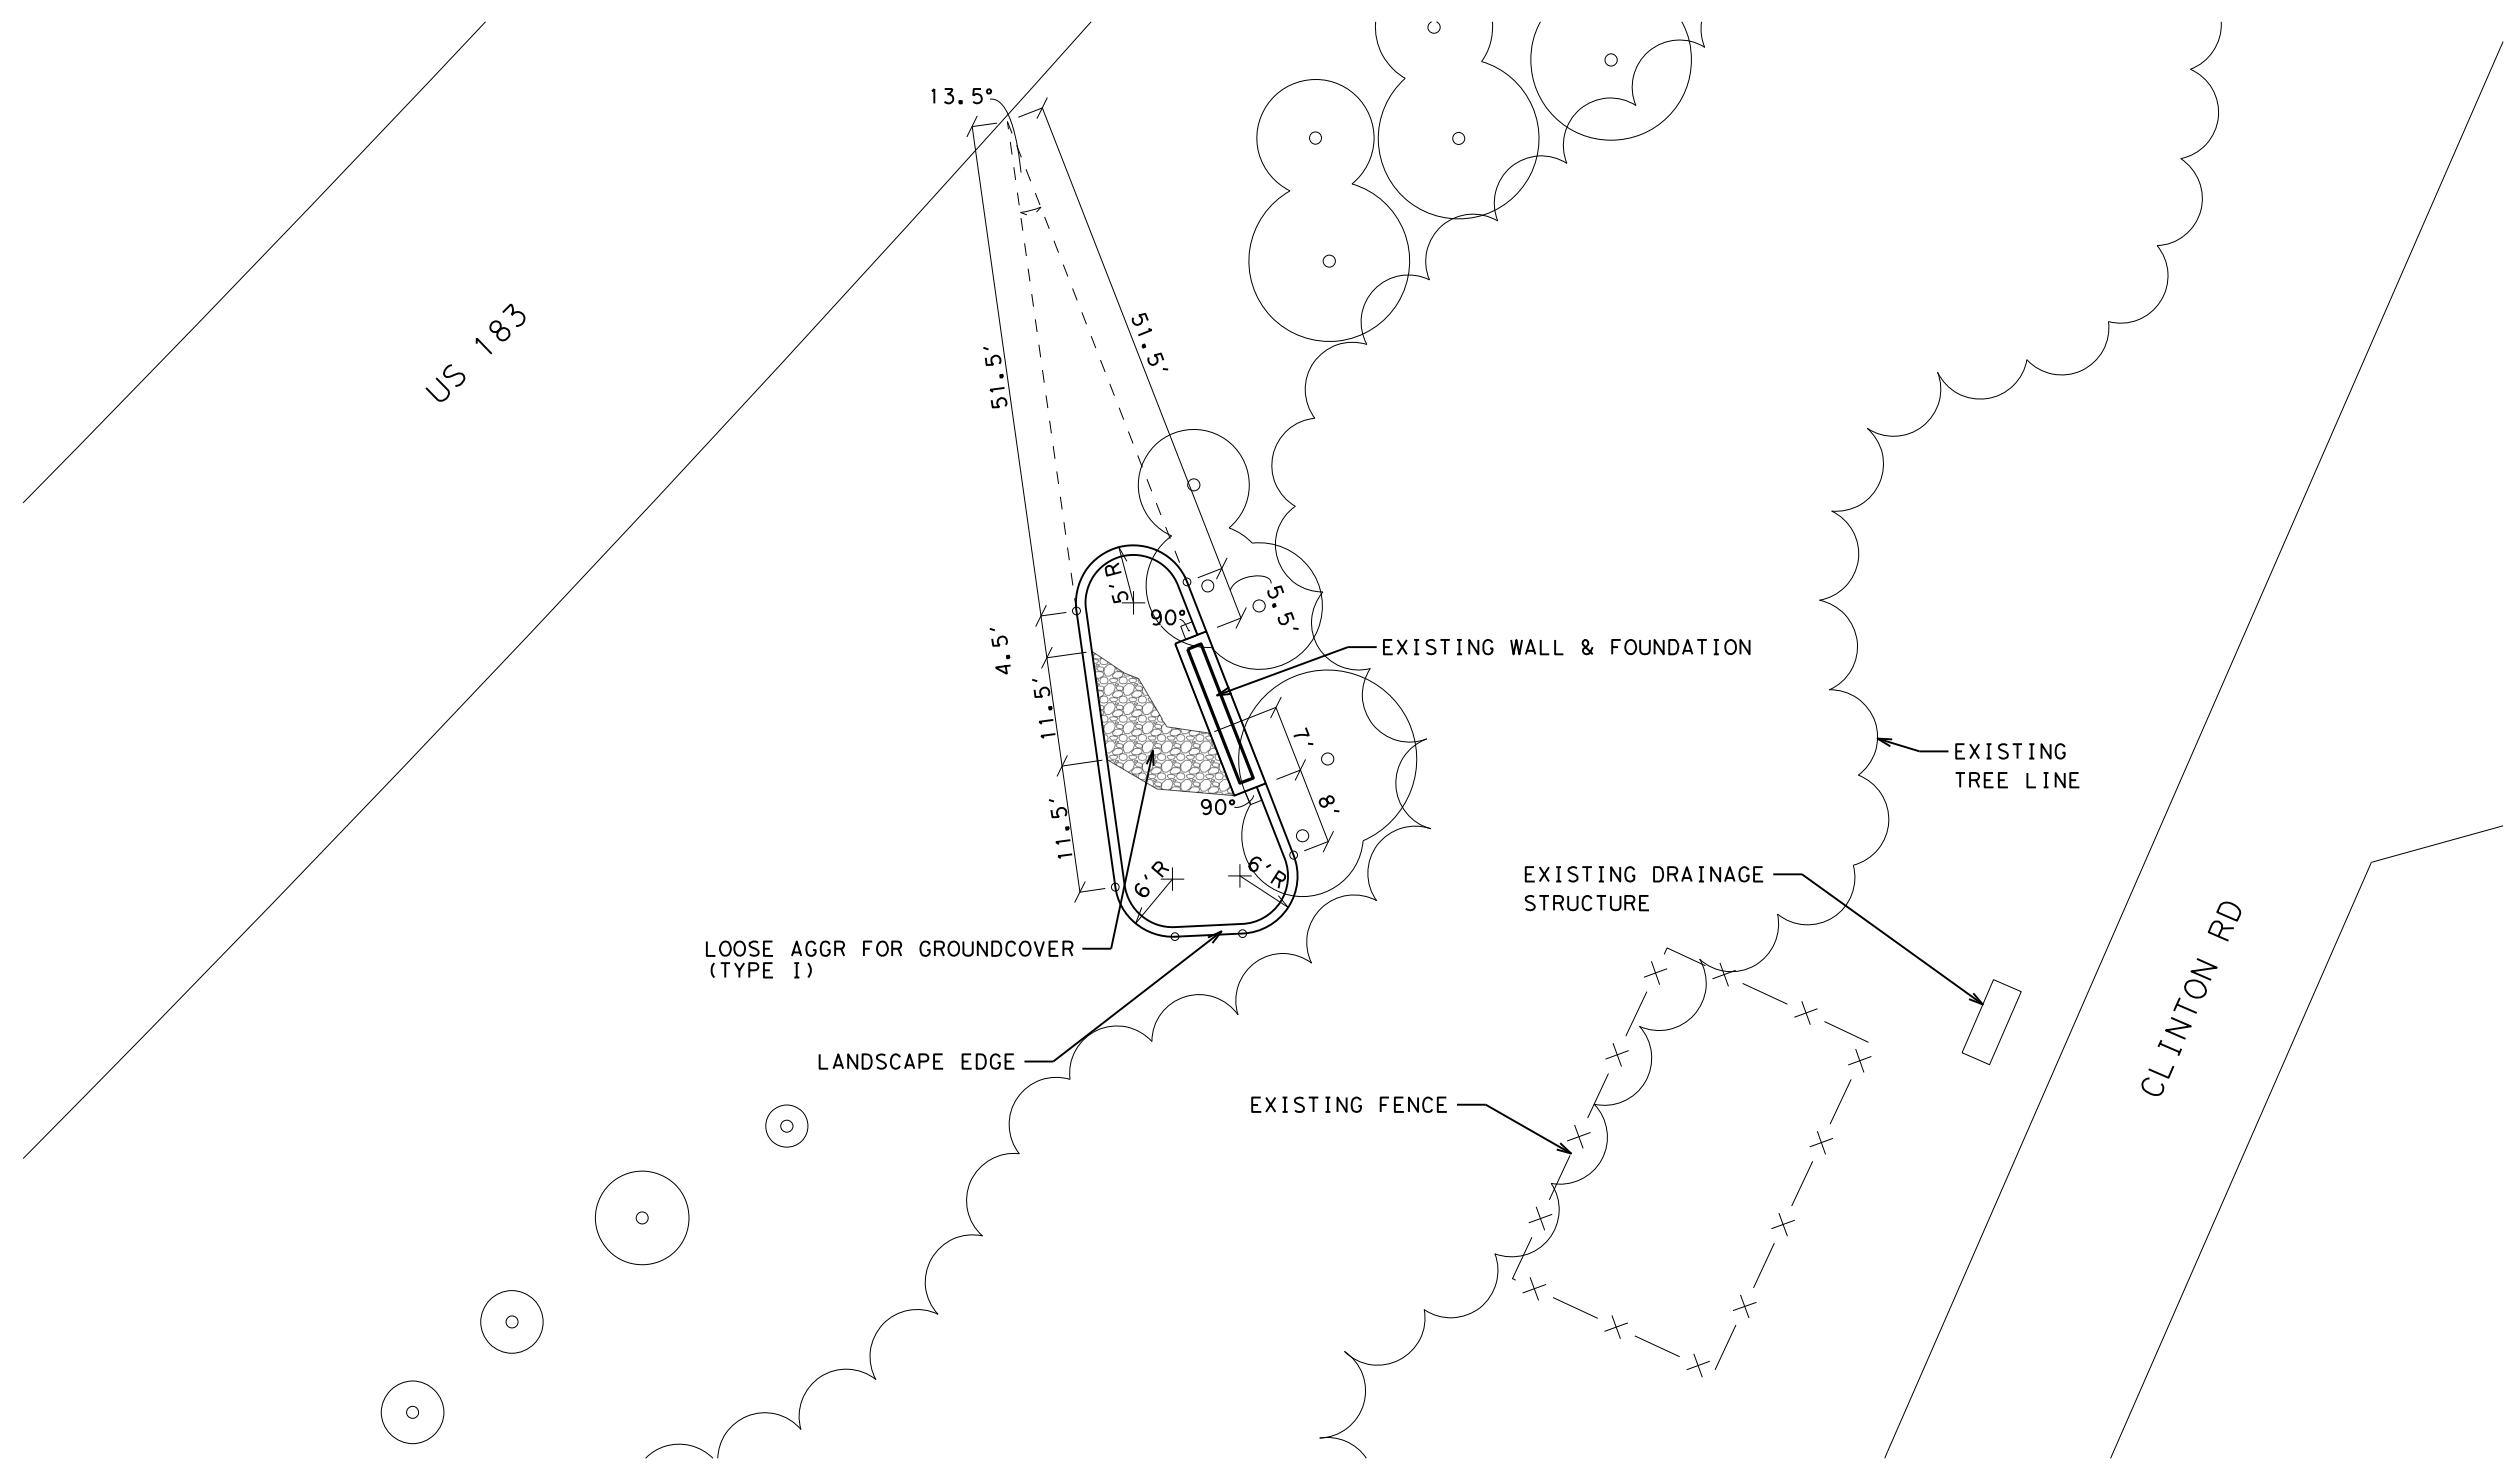 13.5°
US 183
51.5'
51.5'
5' R
90°
5.5'
4.5'
11.5'
11.5'
EXISTING WALL & FOUNDATION
7'
8'
90°
6' R
6' R
EXISTING
TREE LINE
EXISTING DRAINAGE
STRUCTURE
LOOSE AGGR FOR GROUNDCOVER
(TYPE I)
LANDSCAPE EDGE
EXISTING FENCE
CLINTON RD